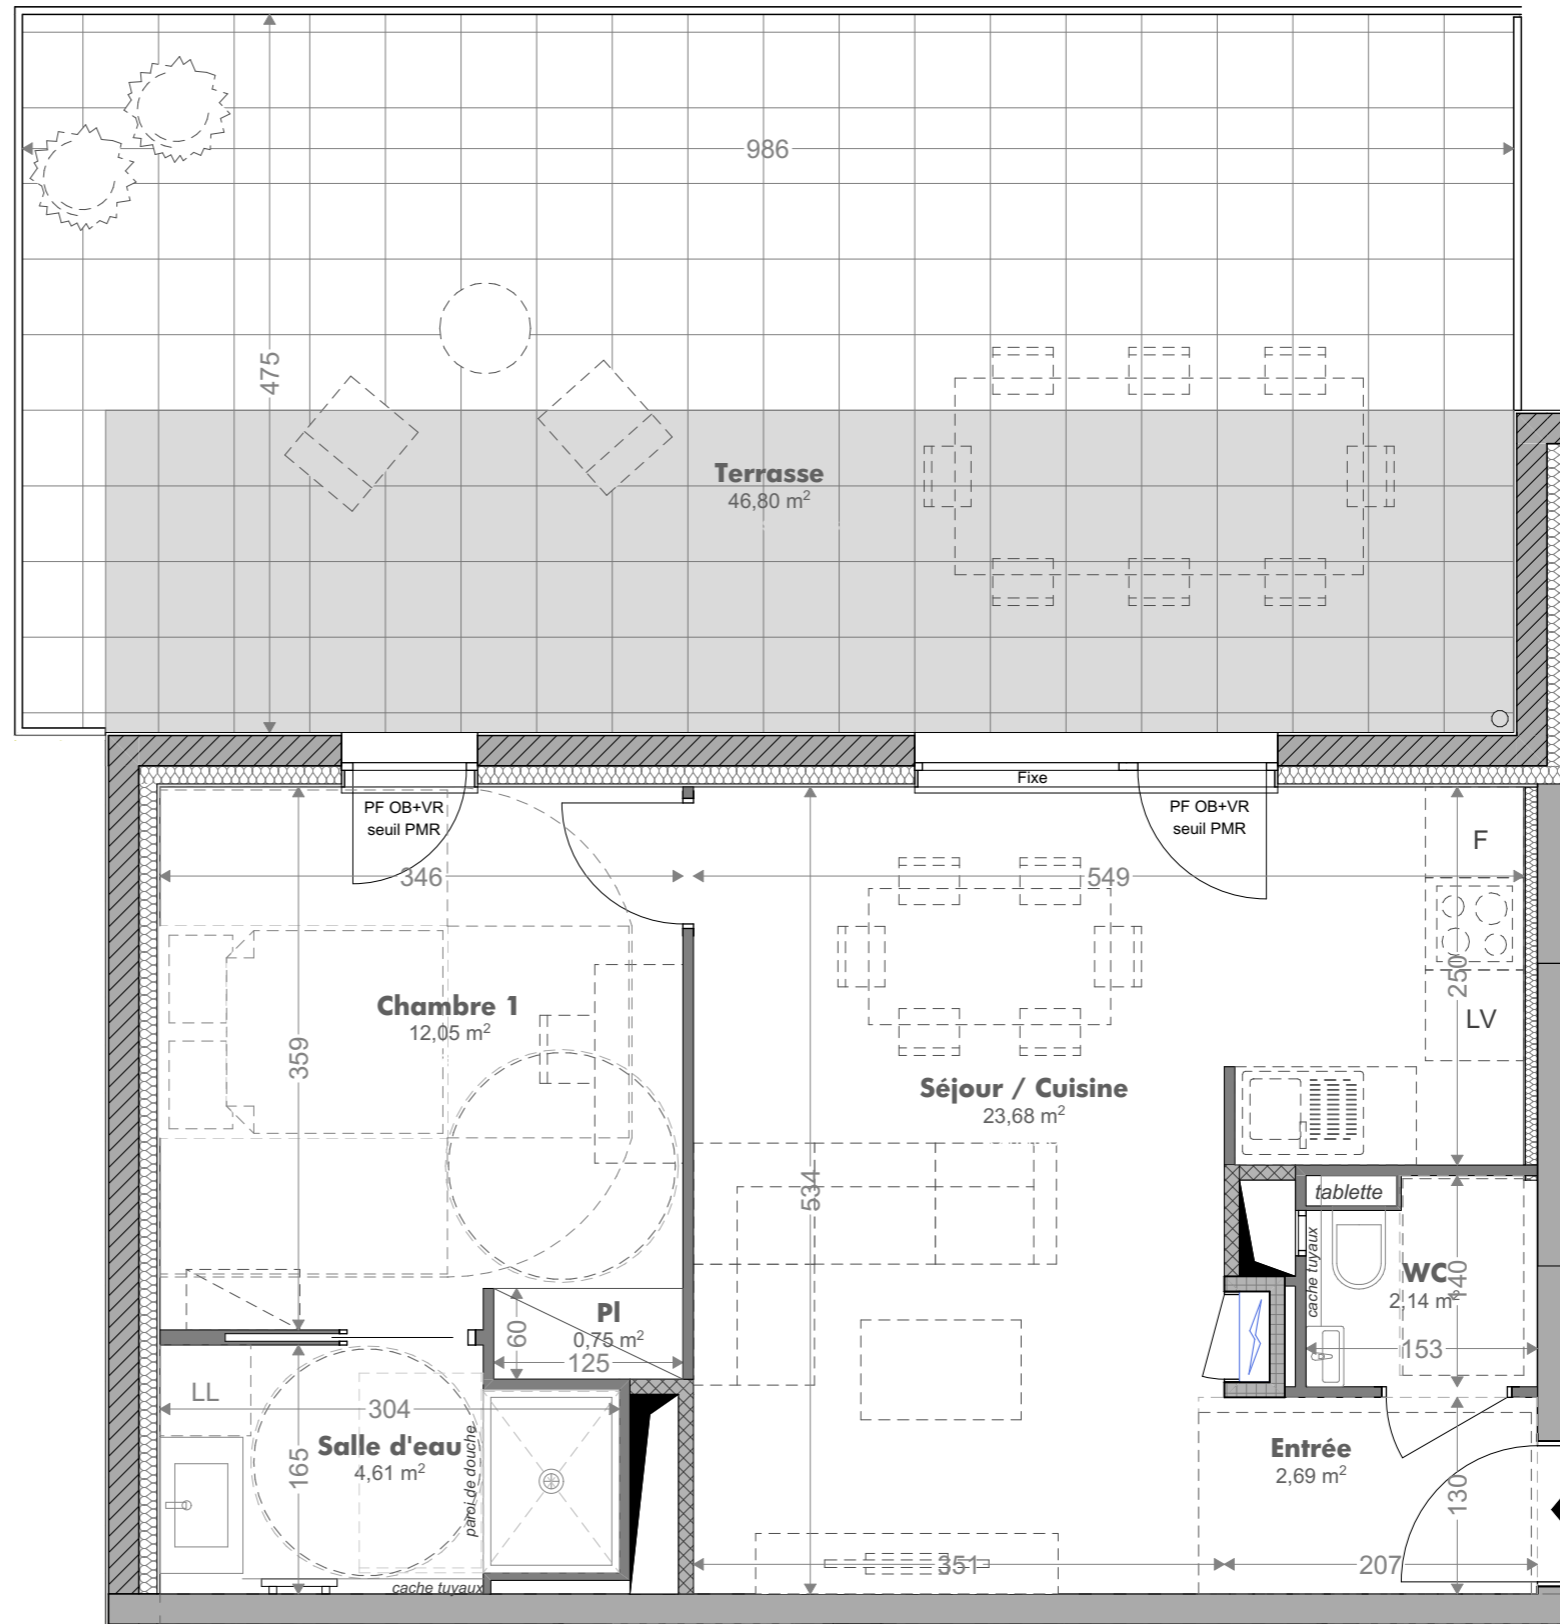 986
475
Terrasse
46,80 m²
Fixe
PF OB+VR
seuil PMR
PF OB+VR
seuil PMR
F
346
549
250
Chambre 1
12,05 m²
LV
359
Séjour / Cuisine
23,68 m²
534
tablette
cache tuyaux
WC
2,14 m²
140
153
Pl
0,75 m²
60
125
LL
304
Salle d'eau
4,61 m²
165
paroi de douche
cache tuyaux
Entrée
2,69 m²
130
351
207